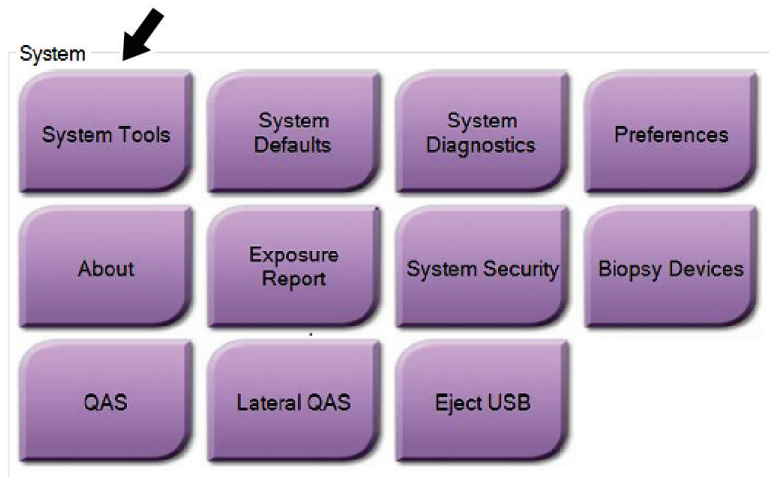 System
System Tools
System
Defaults
System
Diagnostics
Preferences
About
Exposure
Report
System Security
Biopsy Devices
QAS
Lateral QAS
Eject USB